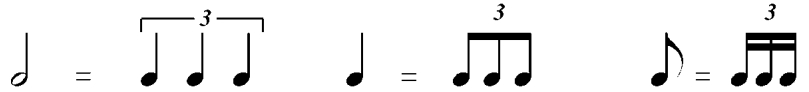 3 3 3
= = =